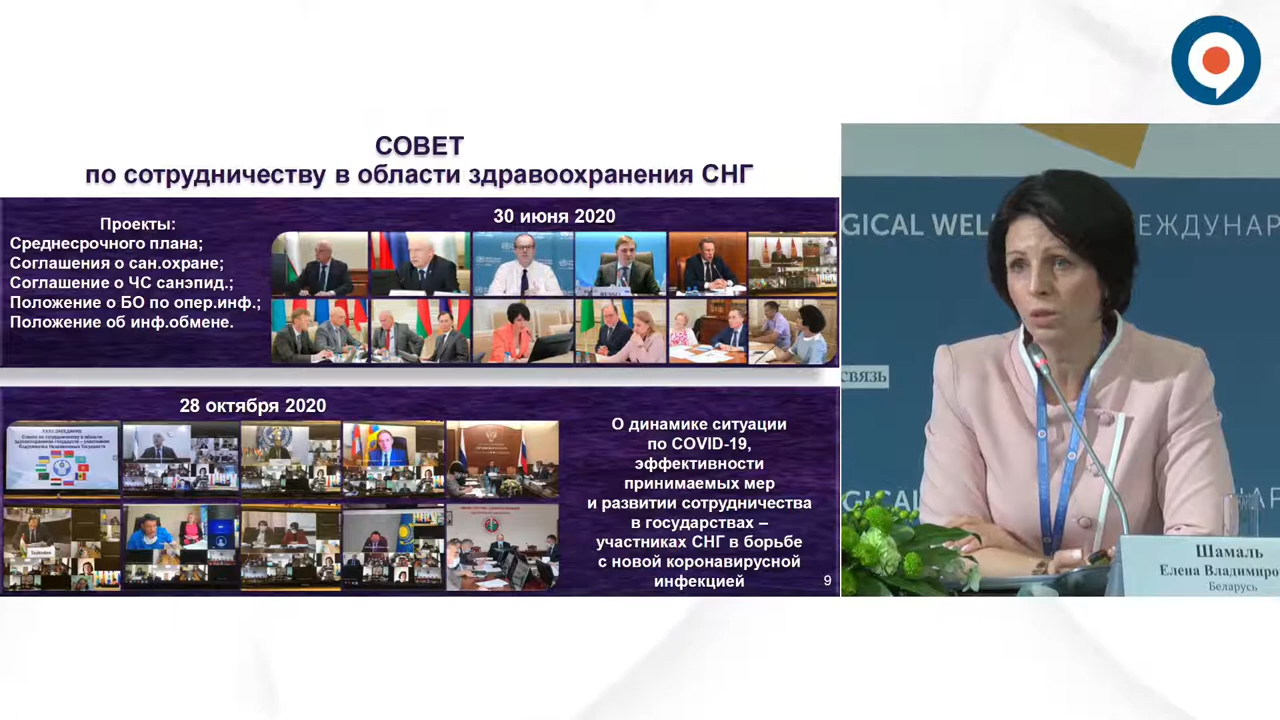 СОВЕТ
по сотрудничеству в области здравоохранения СНГ
Проекты:
Среднесрочного плана;
Соглашения о сан.охране;
Соглашение о ЧС санэпид.;
Положение о БО по опер.инф.;
Положение об инф.обмене.
30 июня 2020
28 октября 2020
О динамике ситуации
по COVID-19,
эффективности
принимаемых мер
и развитии сотрудничества
в государствах –
участниках СНГ в борьбе
с новой коронавирусной
инфекцией
9
GICAL WELL
ЕЖДУНАР
СВЯЗЬ
GICAL
Шамаль
Елена Владимиро
Беларусь